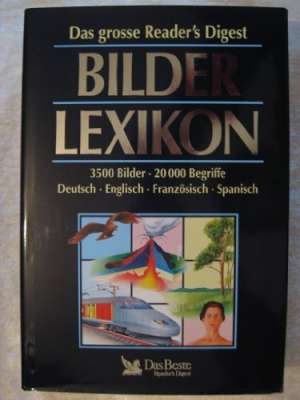 Das grosse Reader's Digest
BILDER
LEXIKON
3500 Bilder · 20 000 Begriffe
Deutsch · Englisch · Französisch · Spanisch
Das Beste
Reader's Digest